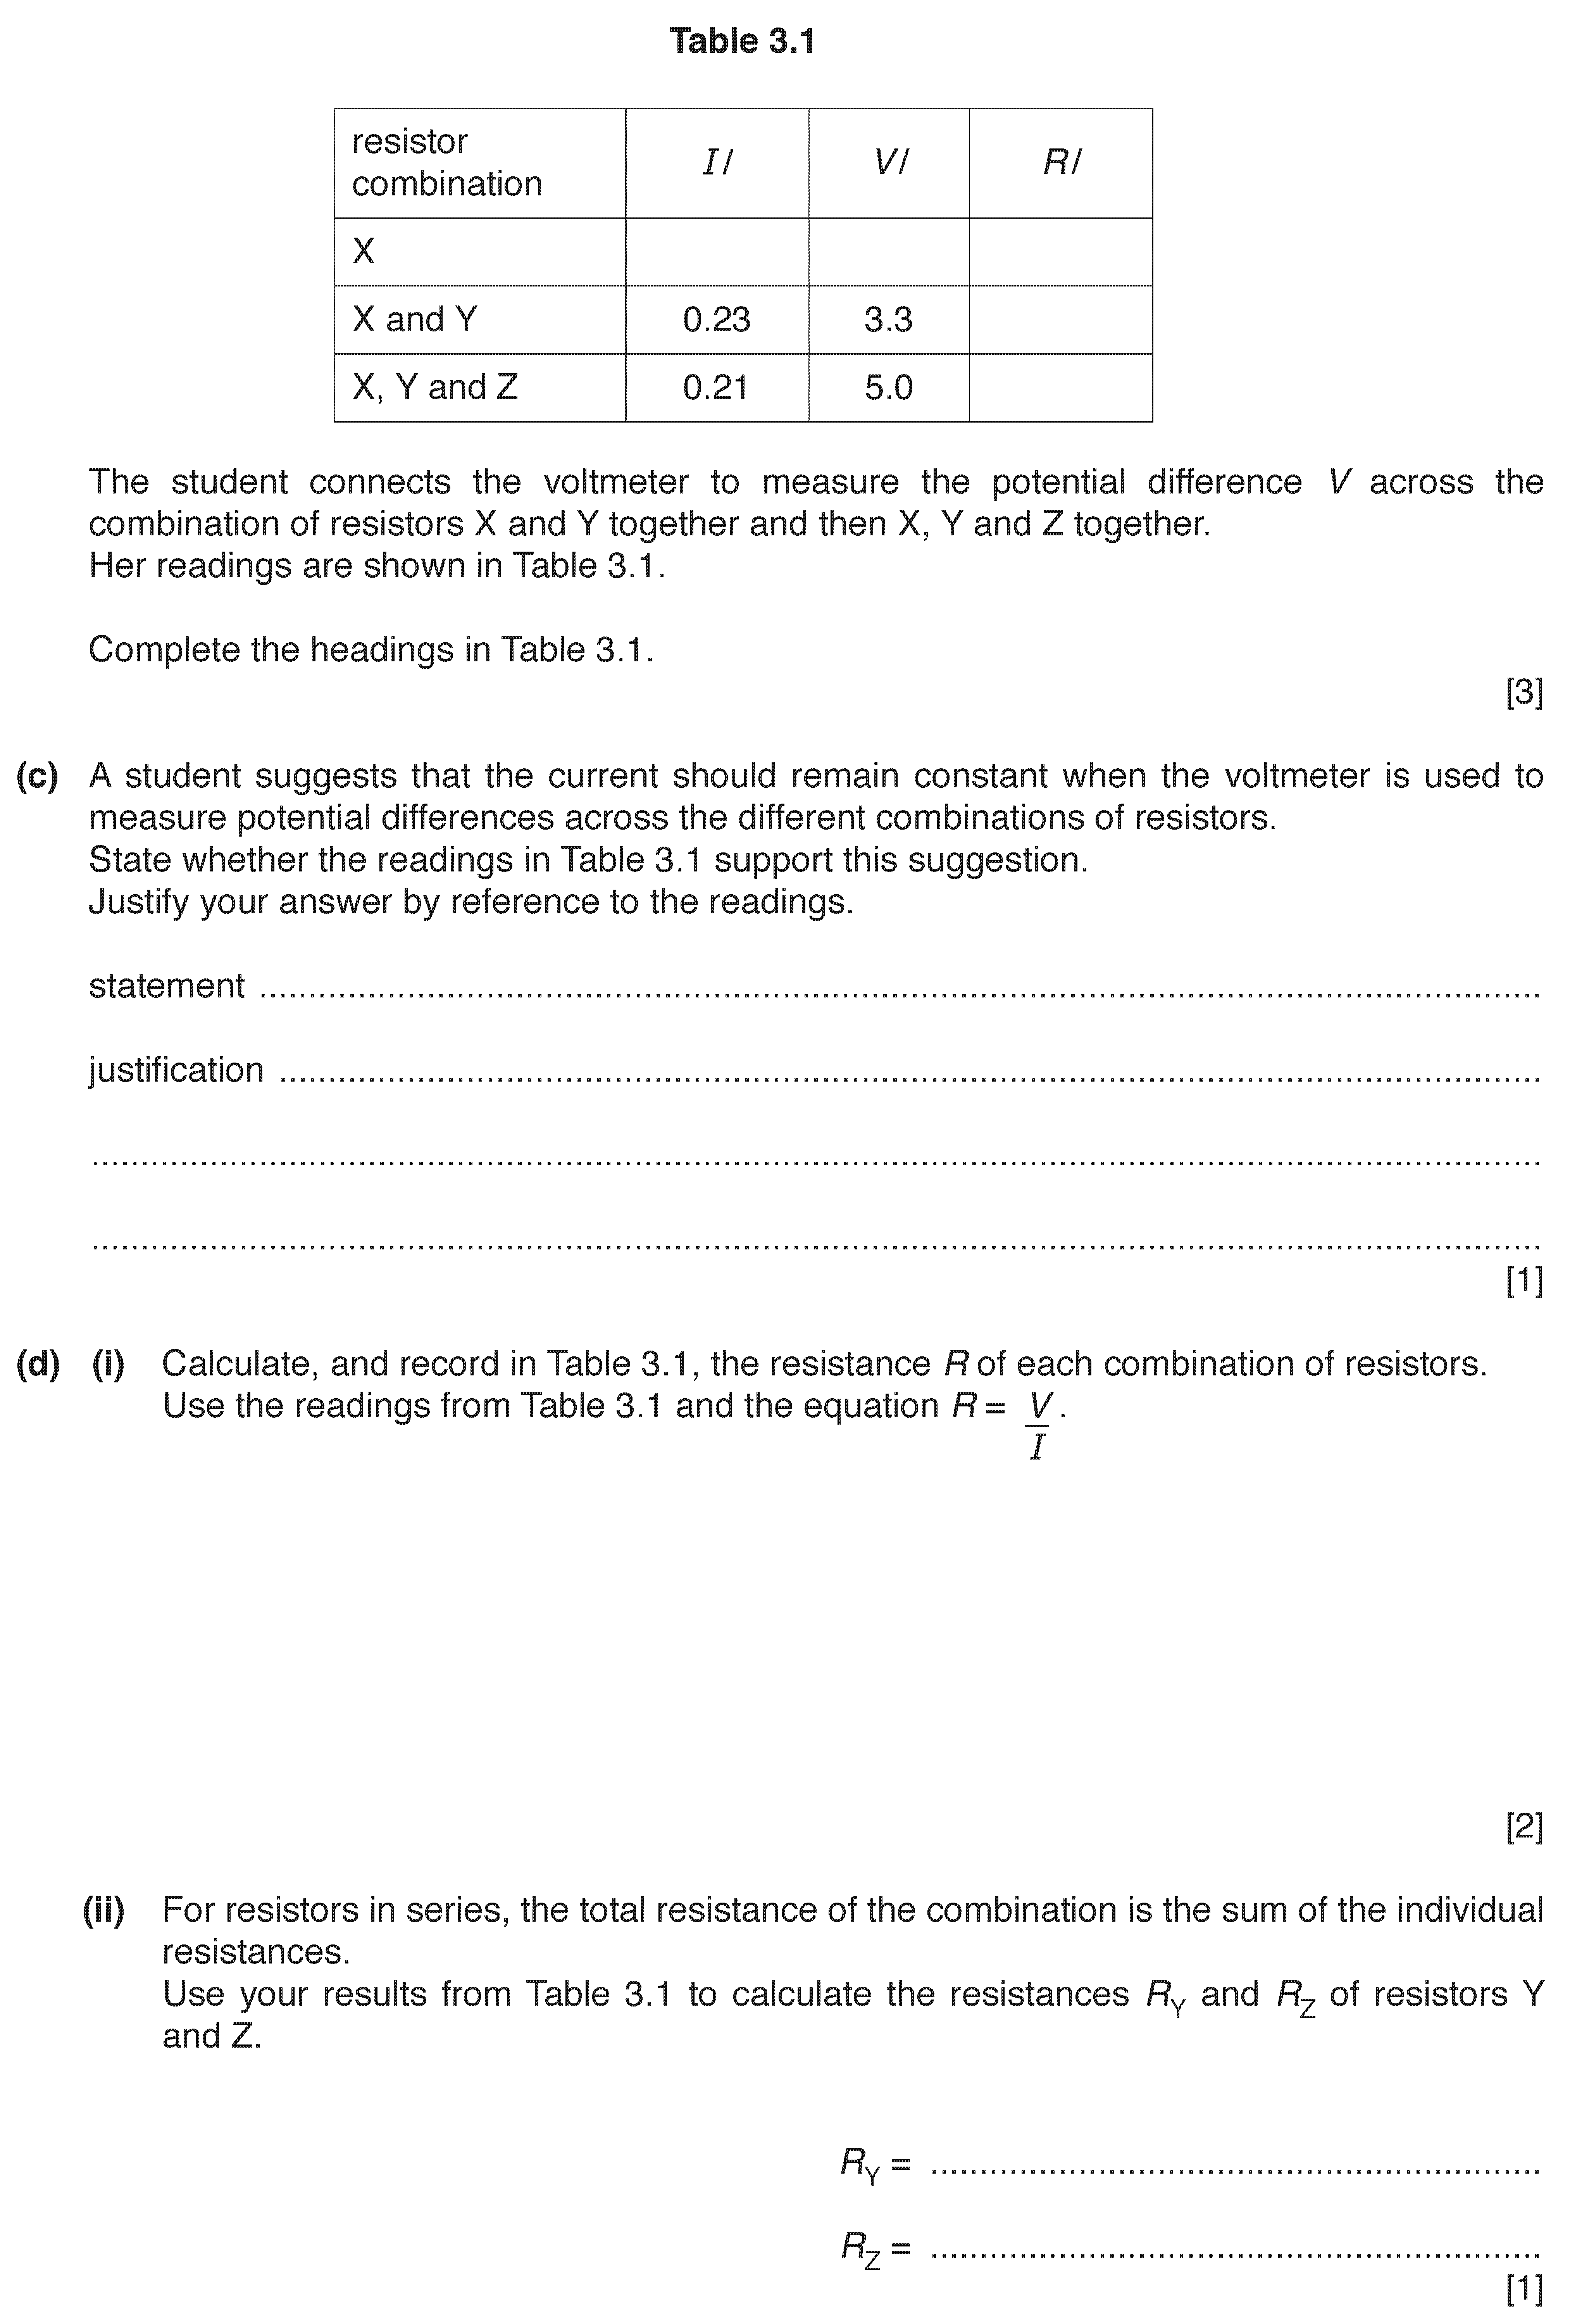 Table 3.1
resistor
combination
I / V / R /
X
X and Y 0.23 3.3
X, Y and Z 0.21 5.0
The student connects the voltmeter to measure the potential difference V across the
combination of resistors X and Y together and then X, Y and Z together.
Her readings are shown in Table 3.1.
Complete the headings in Table 3.1.
[3]
(c) A student suggests that the current should remain constant when the voltmeter is used to
measure potential differences across the different combinations of resistors.
State whether the readings in Table 3.1 support this suggestion.
Justify your answer by reference to the readings.
statement ..........
justification ..........
..........
..........
[1]
(d) (i) Calculate, and record in Table 3.1, the resistance R of each combination of resistors.
Use the readings from Table 3.1 and the equation R = V/I.
[2]
(ii) For resistors in series, the total resistance of the combination is the sum of the individual
resistances.
Use your results from Table 3.1 to calculate the resistances RY and RZ of resistors Y
and Z.
RY = ..........
RZ = ..........
[1]